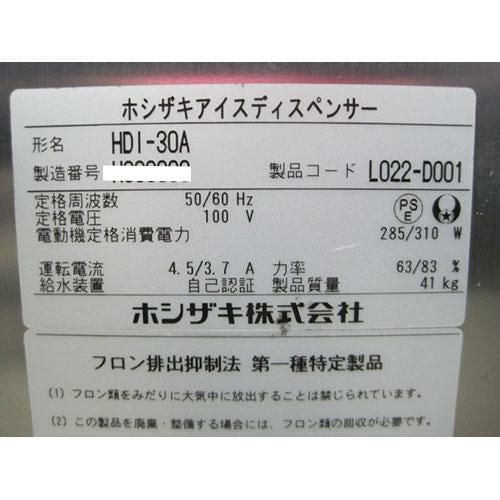 ホシザキアイスディスペンサー
形名 HDI-30A
製造番号 製品コード L022-D001
定格周波数 50/60 Hz
定格電圧 100 V
PS
E
電動機定格消費電力 285/310 W
運転電流 4.5/3.7 A 力率 63/83 %
給水装置 自己認証 製品質量 41 kg
ホシザキ株式会社
フロン排出抑制法 第一種特定製品
(1) フロン類をみだりに大気中に放出することは禁じられています。
(2) この製品を廃棄・整備する場合には、フロン類の回収が必要です。